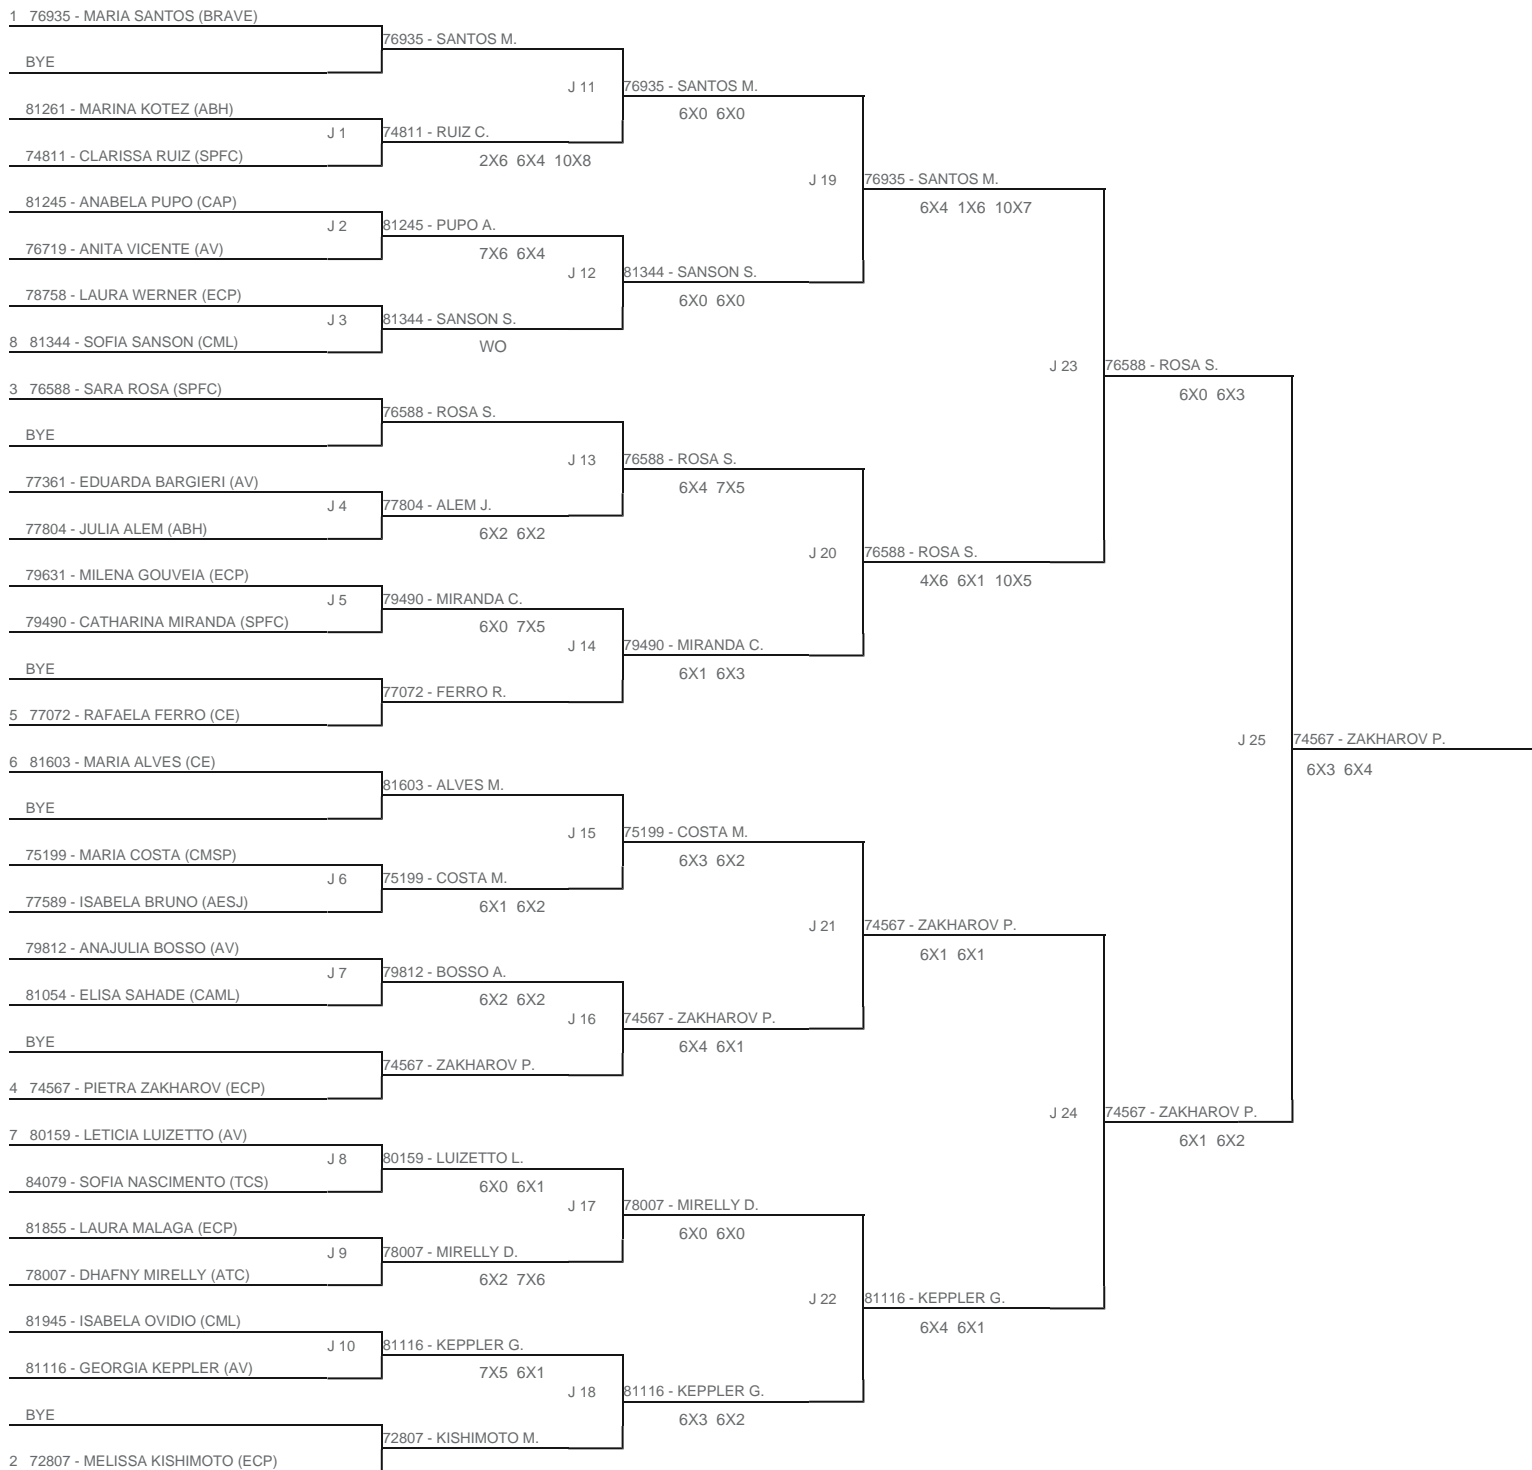 1 76935 - MARIA SANTOS (BRAVE)
76935 - SANTOS M.
BYE
J 11
76935 - SANTOS M.
6X0 6X0
81261 - MARINA KOTEZ (ABH)
J 1
74811 - RUIZ C.
74811 - CLARISSA RUIZ (SPFC)
2X6 6X4 10X8
J 19
76935 - SANTOS M.
6X4 1X6 10X7
81245 - ANABELA PUPO (CAP)
J 2
81245 - PUPO A.
76719 - ANITA VICENTE (AV)
7X6 6X4
J 12
81344 - SANSON S.
6X0 6X0
78758 - LAURA WERNER (ECP)
J 3
81344 - SANSON S.
8 81344 - SOFIA SANSON (CML)
WO
J 23
76588 - ROSA S.
6X0 6X3
3 76588 - SARA ROSA (SPFC)
76588 - ROSA S.
BYE
J 13
76588 - ROSA S.
6X4 7X5
77361 - EDUARDA BARGIERI (AV)
J 4
77804 - ALEM J.
77804 - JULIA ALEM (ABH)
6X2 6X2
J 20
76588 - ROSA S.
4X6 6X1 10X5
79631 - MILENA GOUVEIA (ECP)
J 5
79490 - MIRANDA C.
79490 - CATHARINA MIRANDA (SPFC)
6X0 7X5
J 14
79490 - MIRANDA C.
6X1 6X3
BYE
77072 - FERRO R.
5 77072 - RAFAELA FERRO (CE)
J 25
74567 - ZAKHAROV P.
6X3 6X4
6 81603 - MARIA ALVES (CE)
81603 - ALVES M.
BYE
J 15
75199 - COSTA M.
6X3 6X2
75199 - MARIA COSTA (CMSP)
J 6
75199 - COSTA M.
77589 - ISABELA BRUNO (AESJ)
6X1 6X2
J 21
74567 - ZAKHAROV P.
6X1 6X1
79812 - ANAJULIA BOSSO (AV)
J 7
79812 - BOSSO A.
81054 - ELISA SAHADE (CAML)
6X2 6X2
J 16
74567 - ZAKHAROV P.
6X4 6X1
BYE
74567 - ZAKHAROV P.
4 74567 - PIETRA ZAKHAROV (ECP)
J 24
74567 - ZAKHAROV P.
6X1 6X2
7 80159 - LETICIA LUIZETTO (AV)
J 8
80159 - LUIZETTO L.
84079 - SOFIA NASCIMENTO (TCS)
6X0 6X1
J 17
78007 - MIRELLY D.
6X0 6X0
81855 - LAURA MALAGA (ECP)
J 9
78007 - MIRELLY D.
78007 - DHAFNY MIRELLY (ATC)
6X2 7X6
J 22
81116 - KEPPLER G.
6X4 6X1
81945 - ISABELA OVIDIO (CML)
J 10
81116 - KEPPLER G.
81116 - GEORGIA KEPPLER (AV)
7X5 6X1
J 18
81116 - KEPPLER G.
6X3 6X2
BYE
72807 - KISHIMOTO M.
2 72807 - MELISSA KISHIMOTO (ECP)